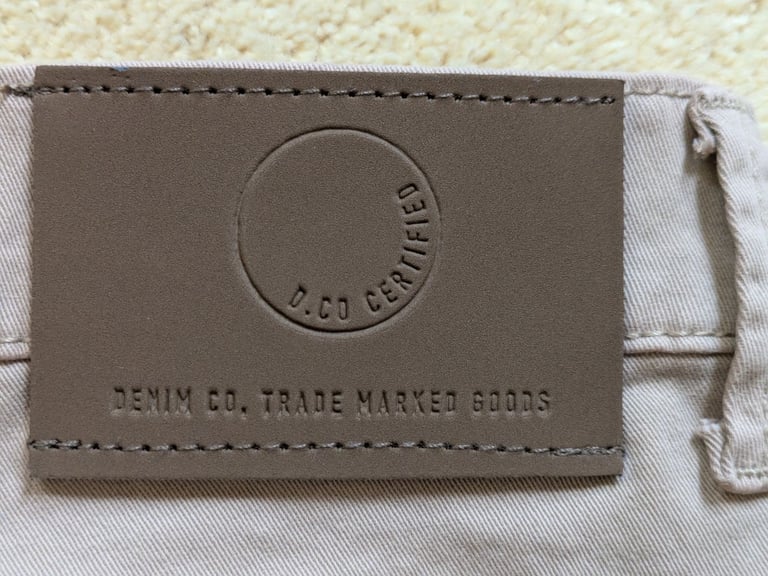 D.CO CERTIFIED
DENIM CO. TRADE MARKED GOODS